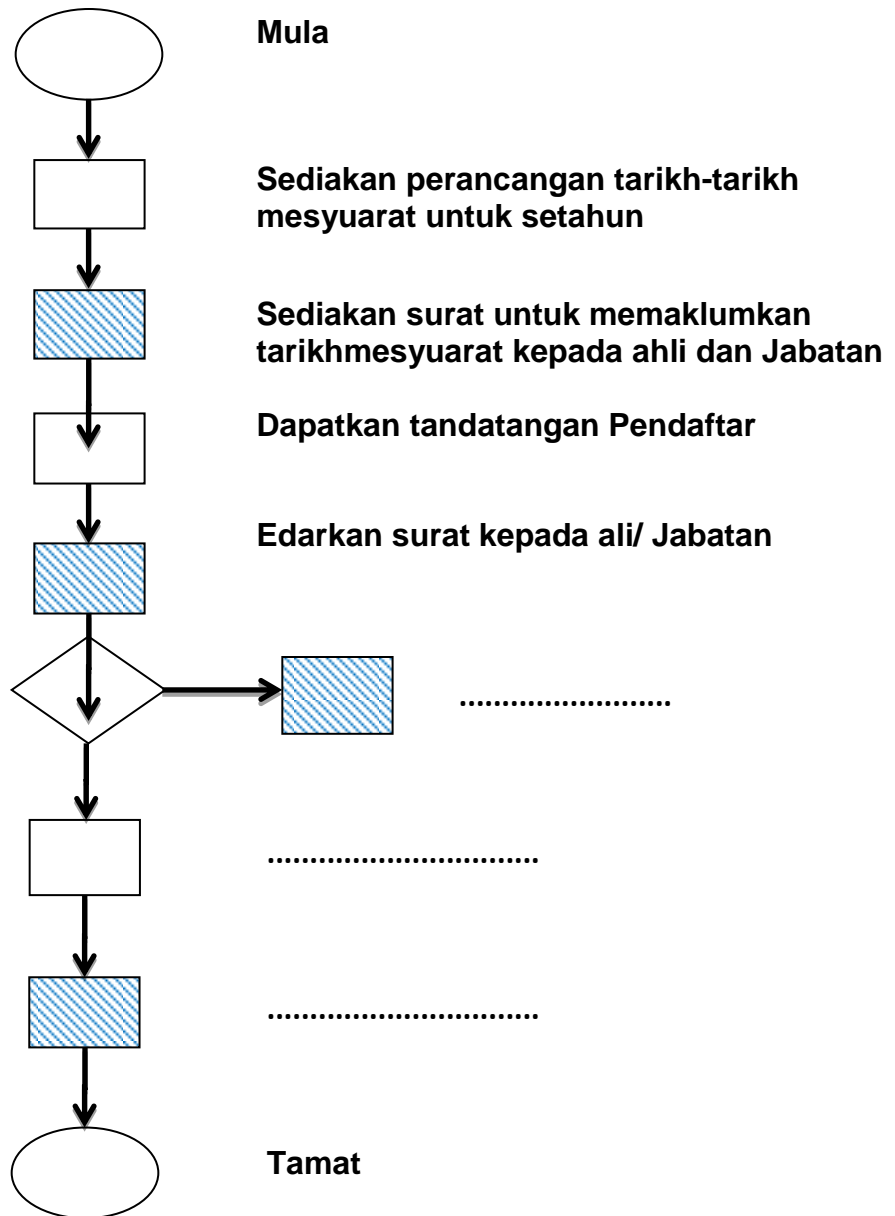 Mula
Sediakan perancangan tarikh-tarikh
mesyuarat untuk setahun
Sediakan surat untuk memaklumkan
tarikhmesyuarat kepada ahli dan Jabatan
Dapatkan tandatangan Pendaftar
Edarkan surat kepada ali/ Jabatan
.........................
................................
................................
Tamat